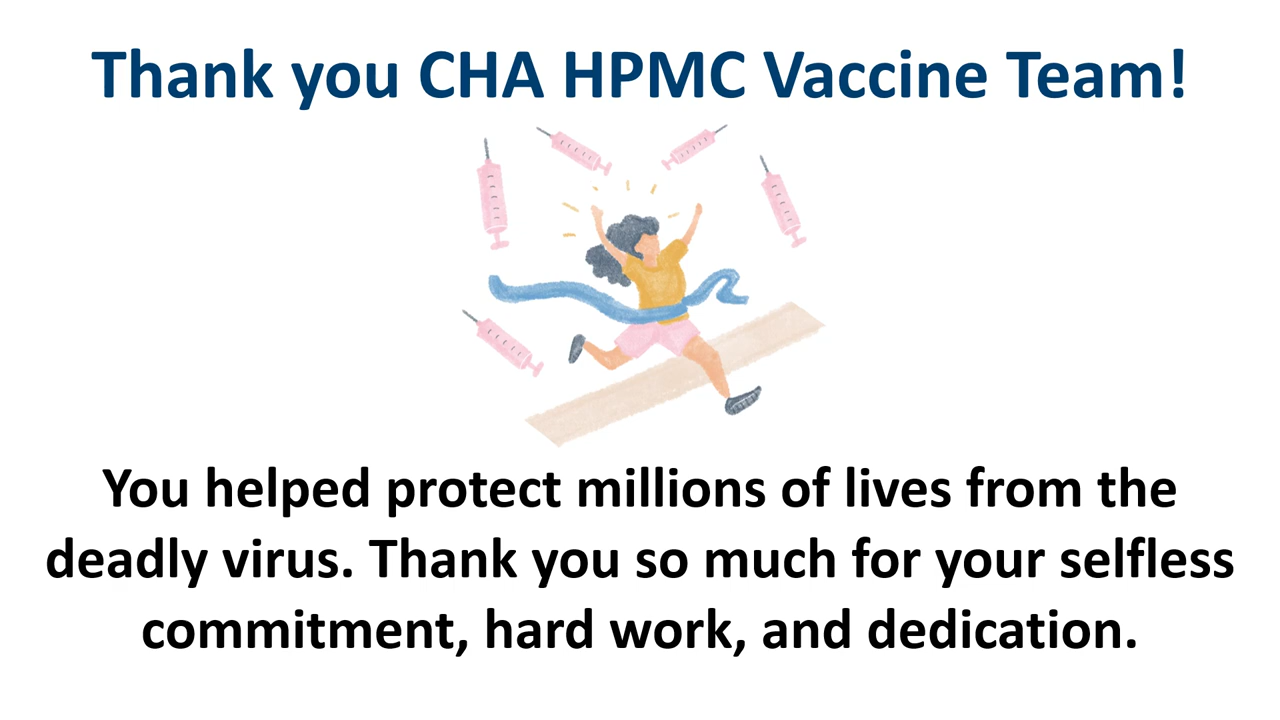 Thank you CHA HPMC Vaccine Team!
You helped protect millions of lives from the
deadly virus. Thank you so much for your selfless
commitment, hard work, and dedication.